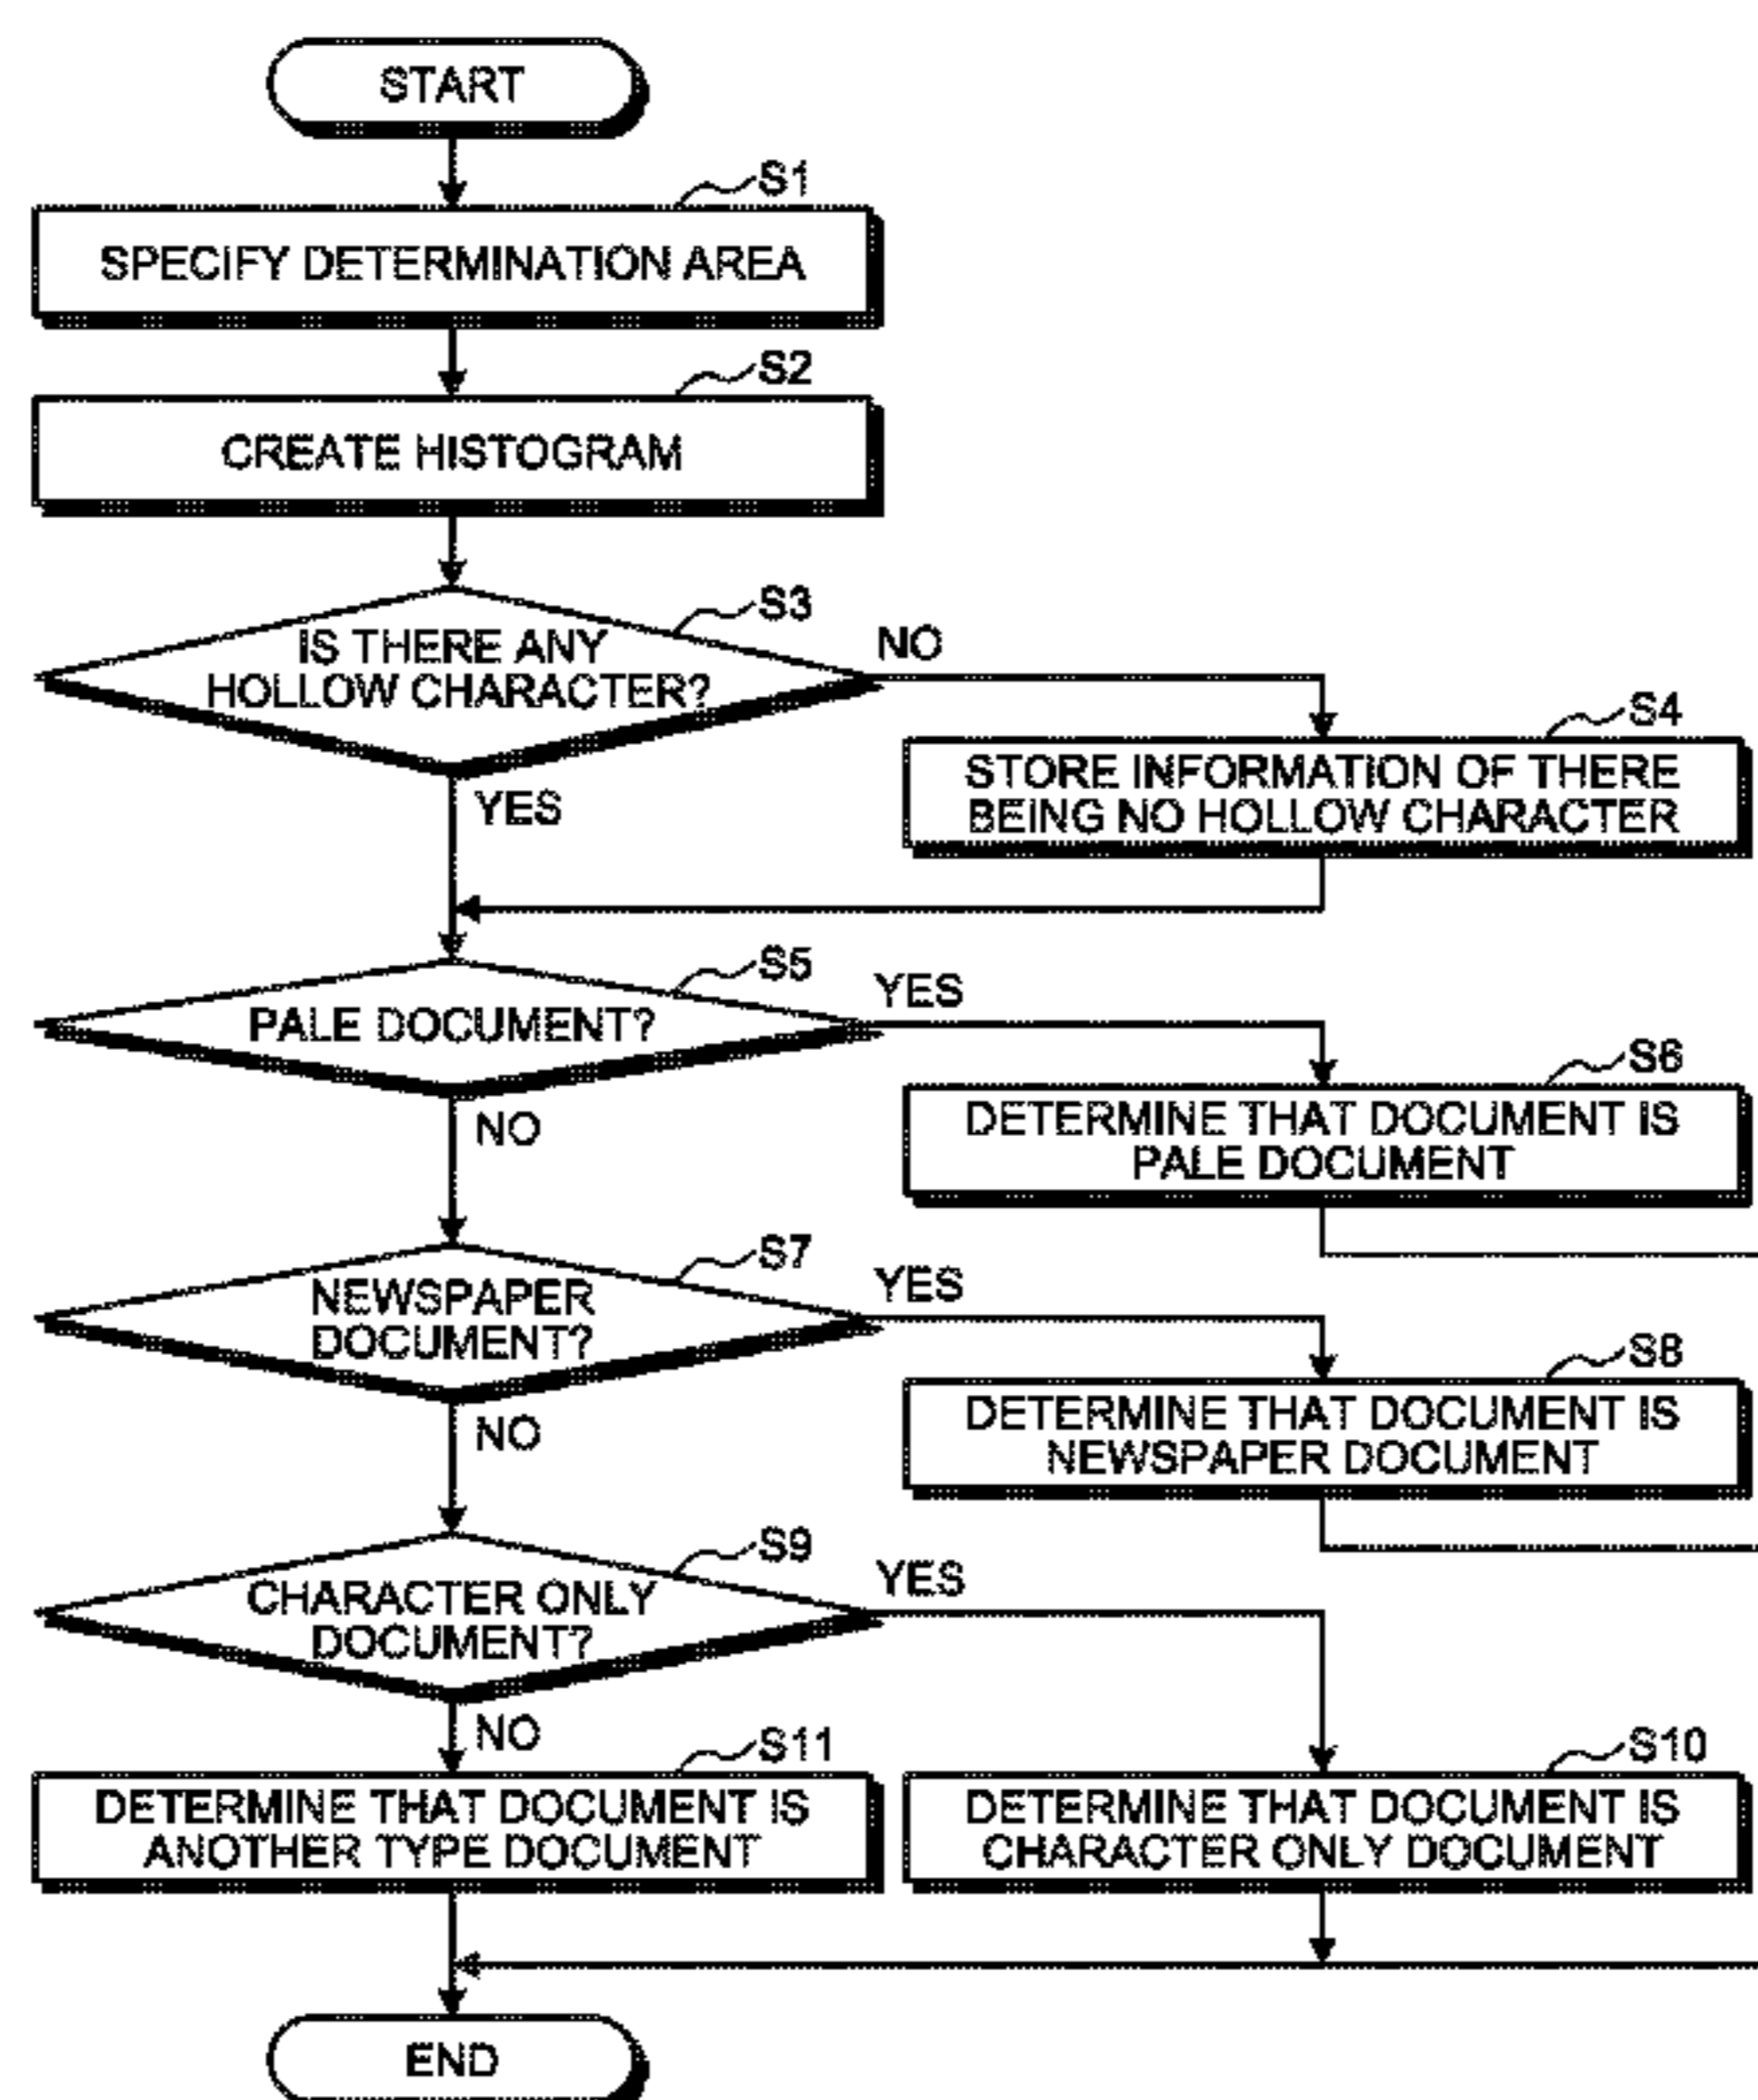 START
S1
SPECIFY DETERMINATION AREA
S2
CREATE HISTOGRAM
S3
IS THERE ANY
HOLLOW CHARACTER?
NO
YES
S4
STORE INFORMATION OF THERE
BEING NO HOLLOW CHARACTER
S5
PALE DOCUMENT?
YES
NO
S6
DETERMINE THAT DOCUMENT IS
PALE DOCUMENT
S7
NEWSPAPER
DOCUMENT?
YES
NO
S8
DETERMINE THAT DOCUMENT IS
NEWSPAPER DOCUMENT
S9
CHARACTER ONLY
DOCUMENT?
YES
NO
S11
DETERMINE THAT DOCUMENT IS
ANOTHER TYPE DOCUMENT
S10
DETERMINE THAT DOCUMENT IS
CHARACTER ONLY DOCUMENT
END